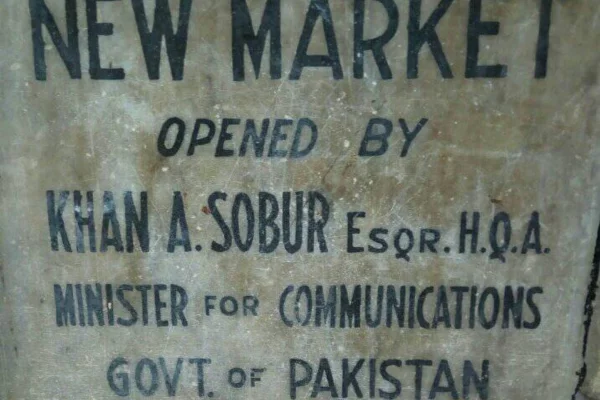 NEW MARKET
OPENED BY
KHAN A. SOBUR ESQR. H.Q.A.
MINISTER FOR COMMUNICATIONS
GOVT. OF PAKISTAN